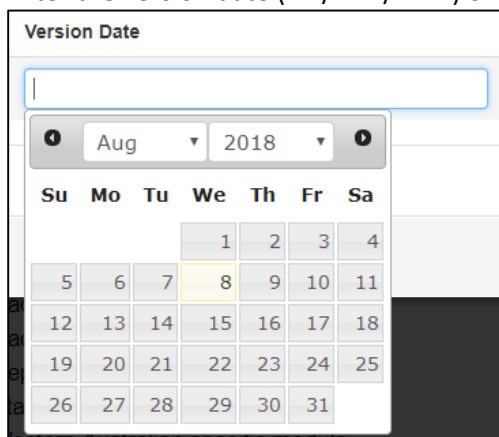 Version Date
Aug 2018
Su Mo Tu We Th Fr Sa
1 2 3 4
5 6 7 8 9 10 11
12 13 14 15 16 17 18
19 20 21 22 23 24 25
26 27 28 29 30 31